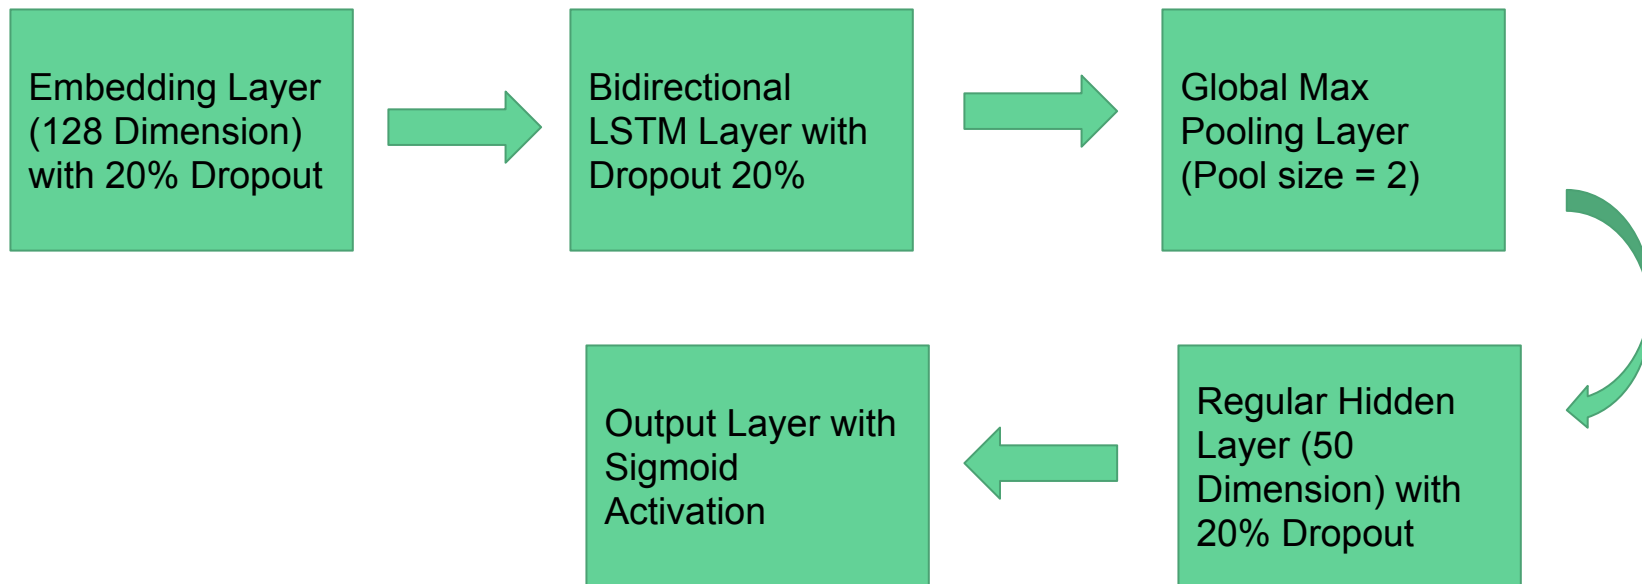 Embedding Layer
(128 Dimension)
with 20% Dropout
Bidirectional
LSTM Layer with
Dropout 20%
Global Max
Pooling Layer
(Pool size = 2)
Regular Hidden
Layer (50
Dimension) with
20% Dropout
Output Layer with
Sigmoid
Activation